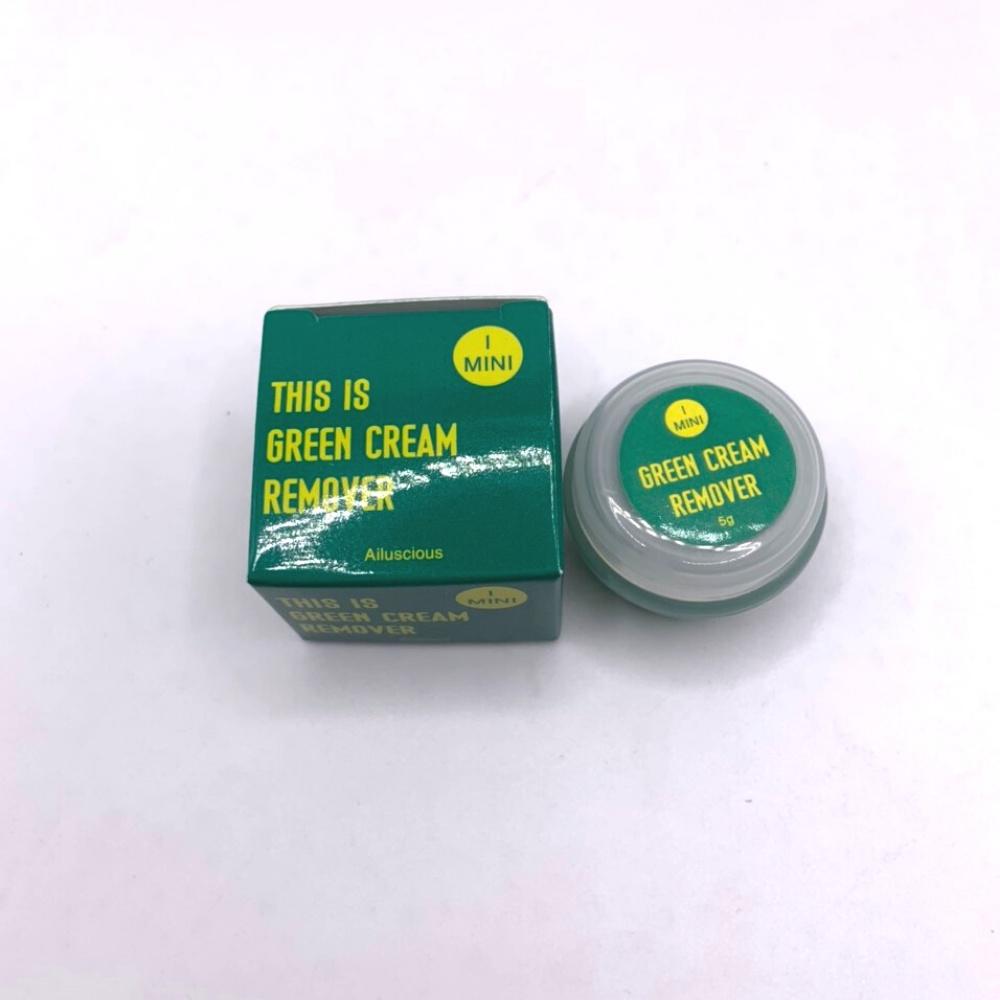 I
MINI
THIS IS
GREEN CREAM
REMOVER
Ailuscious
THIS IS
I
MINI
GREEN CREAM
REMOVER
I
MINI
GREEN CREAM
REMOVER
5g